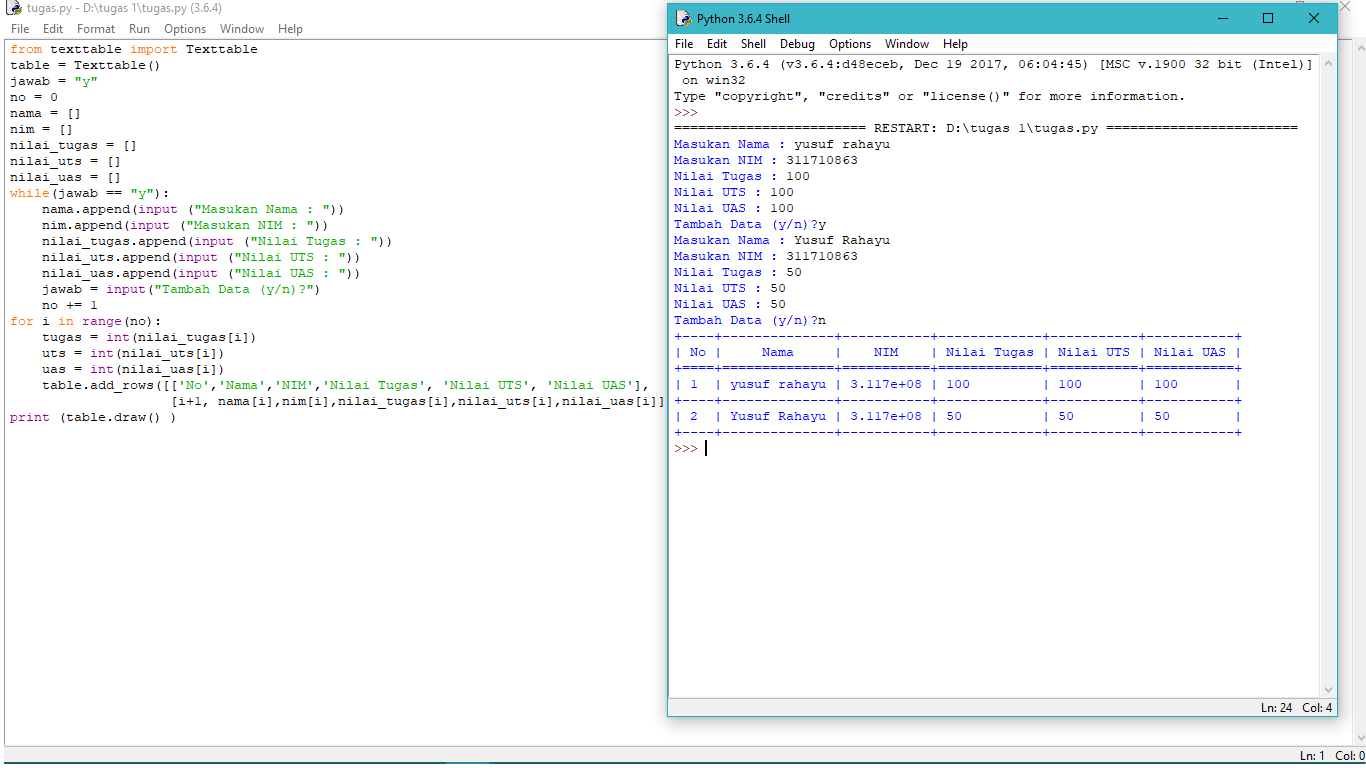 tugas.py - D:\tugas 1\tugas.py (3.6.4)
File Edit Format Run Options Window Help
from texttable import Texttable
table = Texttable()
jawab = "y"
no = 0
nama = []
nim = []
nilai_tugas = []
nilai_uts = []
nilai_uas = []
while(jawab == "y"):
    nama.append(input ("Masukan Nama : "))
    nim.append(input ("Masukan NIM : "))
    nilai_tugas.append(input ("Nilai Tugas : "))
    nilai_uts.append(input ("Nilai UTS : "))
    nilai_uas.append(input ("Nilai UAS : "))
    jawab = input("Tambah Data (y/n)?")
    no += 1
for i in range(no):
    tugas = int(nilai_tugas[i])
    uts = int(nilai_uts[i])
    uas = int(nilai_uas[i])
    table.add_rows([['No','Nama','NIM','Nilai Tugas', 'Nilai UTS', 'Nilai UAS'],
                    [i+1, nama[i],nim[i],nilai_tugas[i],nilai_uts[i],nilai_uas[i]]
print (table.draw() )
Ln: 1 Col: 0
Python 3.6.4 Shell
File Edit Shell Debug Options Window Help
Python 3.6.4 (v3.6.4:d48eceb, Dec 19 2017, 06:04:45) [MSC v.1900 32 bit (Intel)]
 on win32
Type "copyright", "credits" or "license()" for more information.
>>>
======================== RESTART: D:\tugas 1\tugas.py ========================
Masukan Nama : yusuf rahayu
Masukan NIM : 311710863
Nilai Tugas : 100
Nilai UTS : 100
Nilai UAS : 100
Tambah Data (y/n)?y
Masukan Nama : Yusuf Rahayu
Masukan NIM : 311710863
Nilai Tugas : 50
Nilai UTS : 50
Nilai UAS : 50
Tambah Data (y/n)?n
+----+--------------+-----------+-------------+-----------+-----------+
| No |     Nama     |    NIM    | Nilai Tugas | Nilai UTS | Nilai UAS |
+====+==============+===========+=============+===========+===========+
| 1  | yusuf rahayu | 3.117e+08 | 100         | 100       | 100       |
+----+--------------+-----------+-------------+-----------+-----------+
| 2  | Yusuf Rahayu | 3.117e+08 | 50          | 50        | 50        |
+----+--------------+-----------+-------------+-----------+-----------+
>>>
Ln: 24 Col: 4